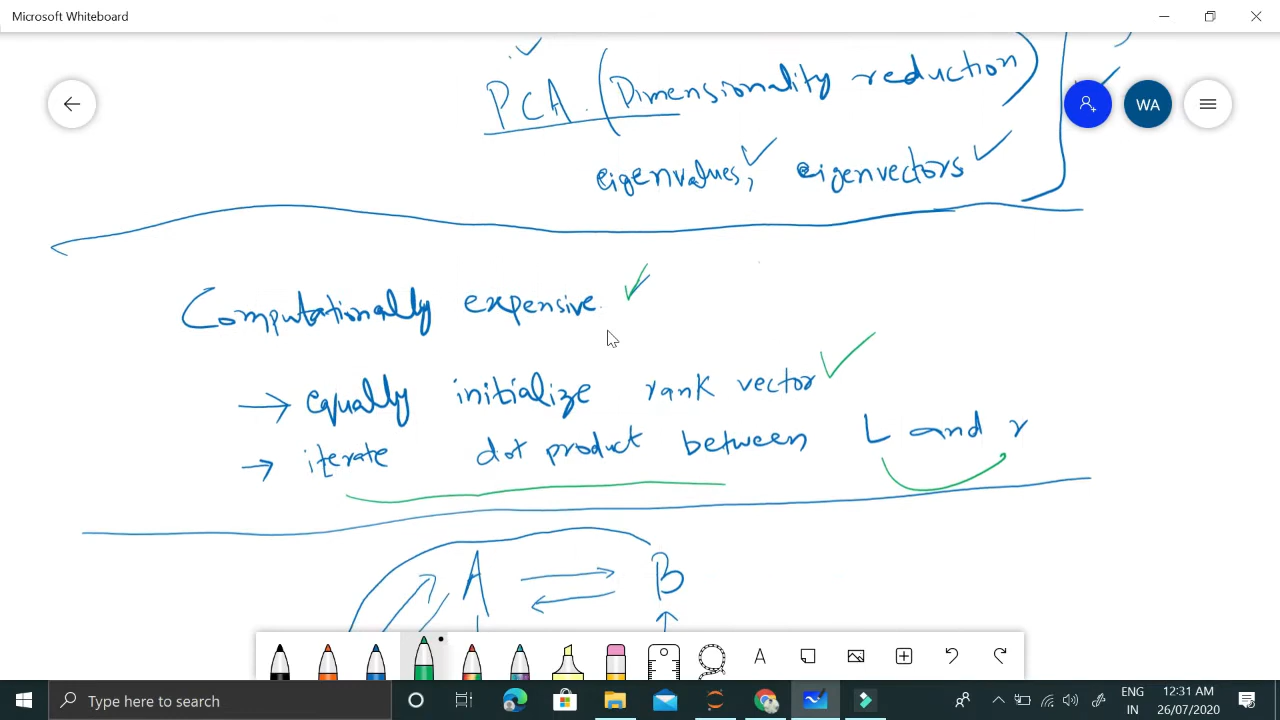 Microsoft Whiteboard
PCA (Dimensionality reduction)
eigenvalues, eigenvectors
WA
Computationally expensive
→ equally initialize rank vector
→ iterate dot product between L and r
A B
A
Type here to search
ENG
IN
12:31 AM
26/07/2020